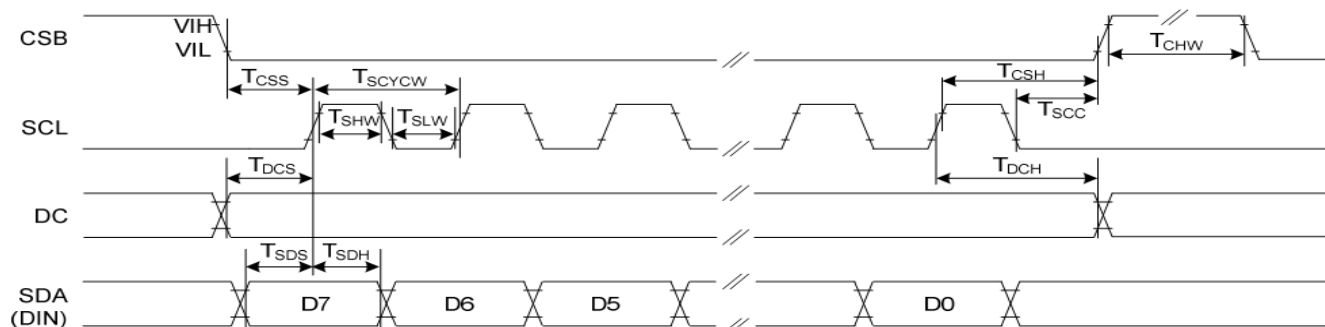 CSB
VIH
VIL
TCHW
TCSS
TSCYCW
TCSH
SCL
TSHW
TSLW
TSCC
TDCS
TDCH
DC
TSDS
TSDH
SDA
(DIN)
D7
D6
D5
D0